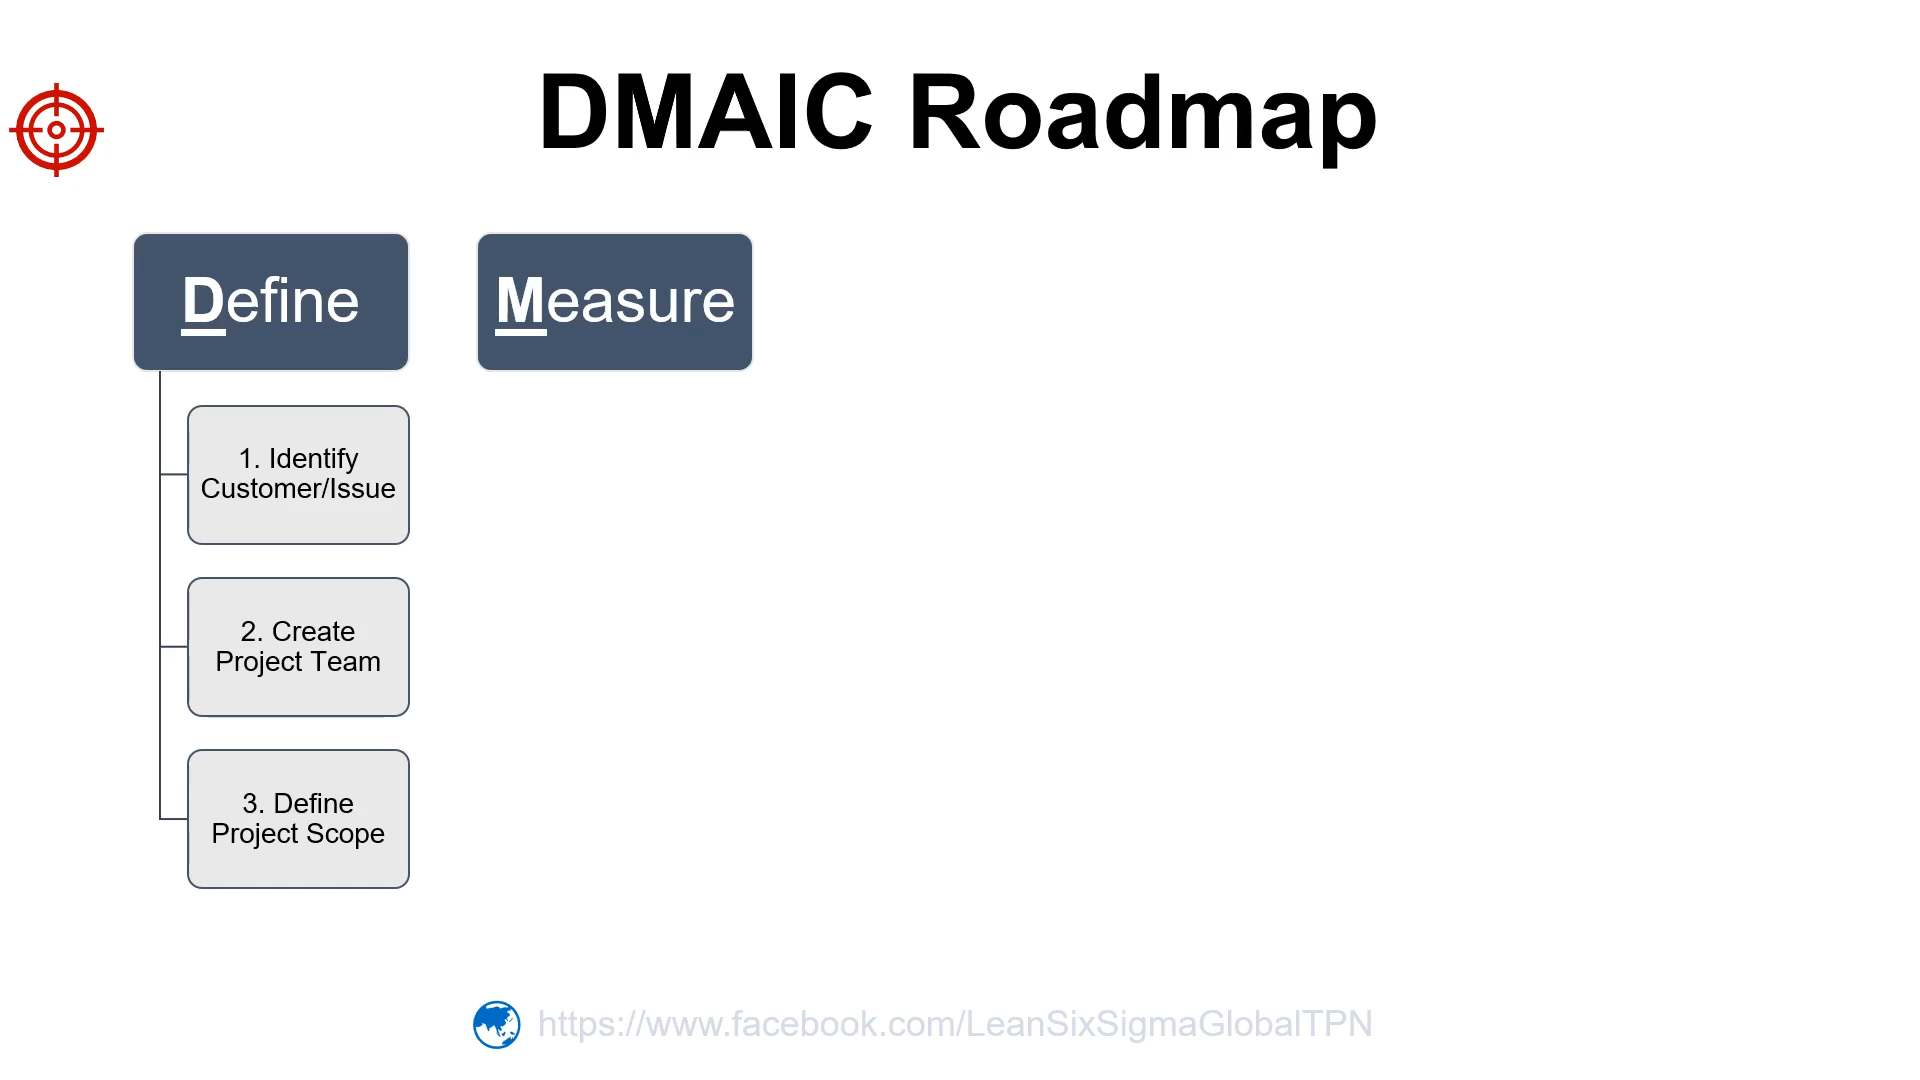 DMAIC Roadmap
Define
Measure
1. Identify
Customer/Issue
2. Create
Project Team
3. Define
Project Scope
https://www.facebook.com/LeanSixSigmaGlobalTPN